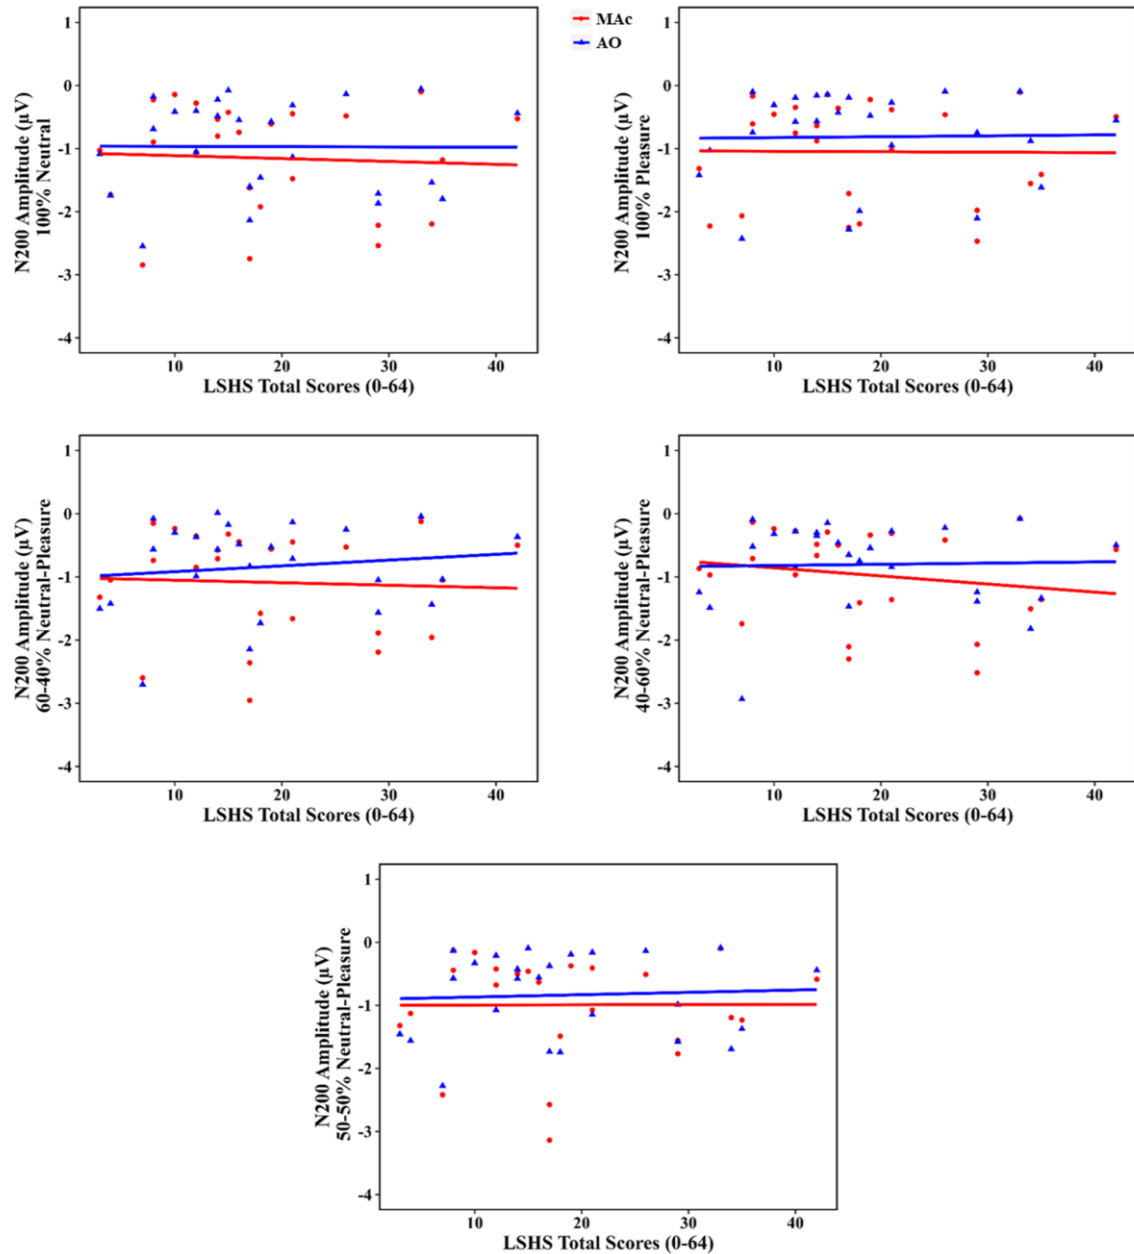 MAc
AO
N200 Amplitude (µV)
100% Neutral
1
0
-1
-2
-3
-4
10 20 30 40
LSHS Total Scores (0-64)
N200 Amplitude (µV)
100% Pleasure
1
0
-1
-2
-3
-4
10 20 30 40
LSHS Total Scores (0-64)
N200 Amplitude (µV)
60-40% Neutral-Pleasure
1
0
-1
-2
-3
-4
10 20 30 40
LSHS Total Scores (0-64)
N200 Amplitude (µV)
40-60% Neutral-Pleasure
1
0
-1
-2
-3
-4
10 20 30 40
LSHS Total Scores (0-64)
N200 Amplitude (µV)
50-50% Neutral-Pleasure
1
0
-1
-2
-3
-4
10 20 30 40
LSHS Total Scores (0-64)